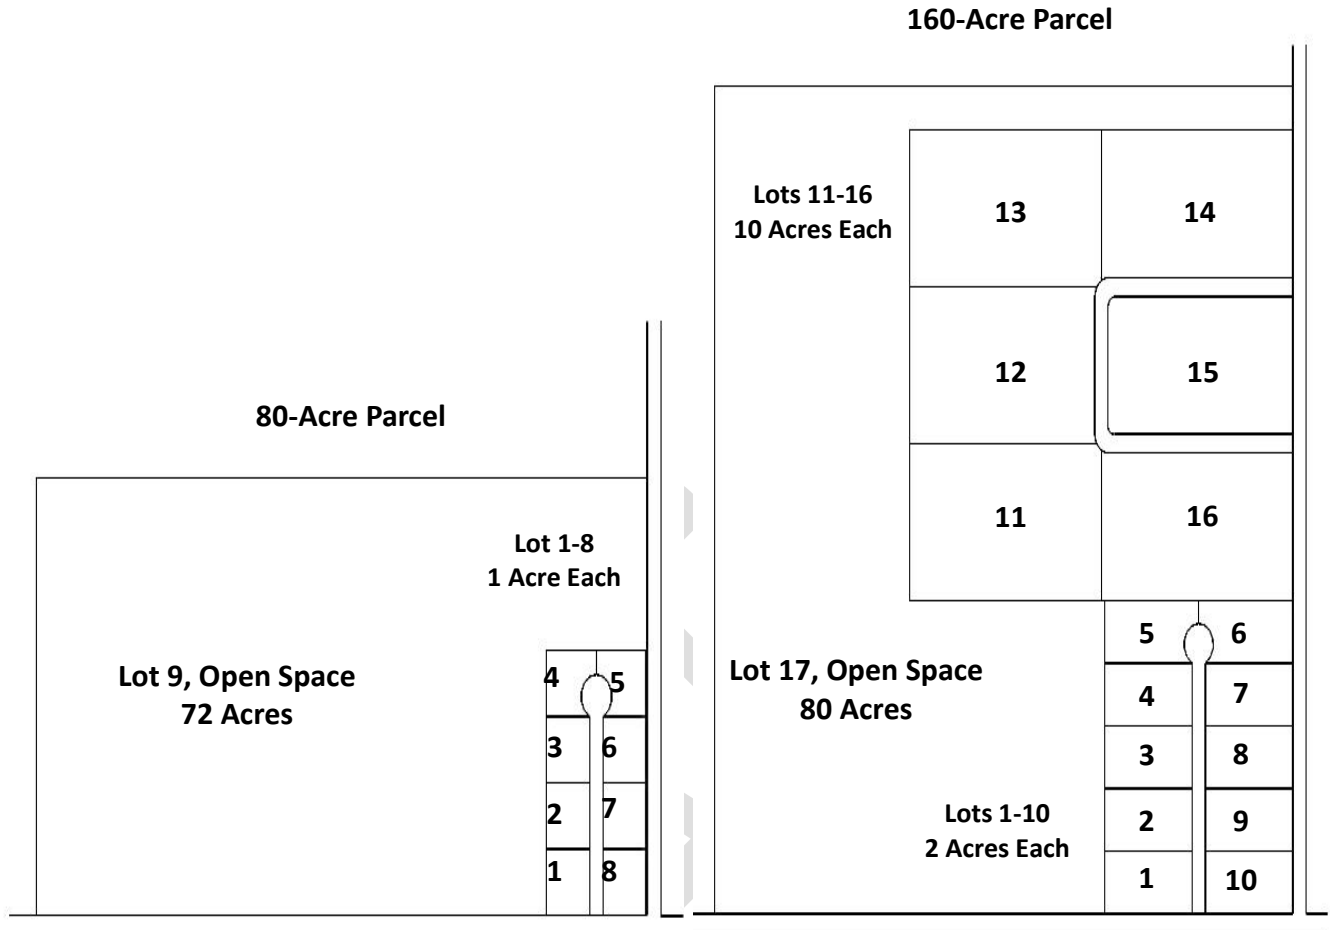 160-Acre Parcel
Lots 11-16
10 Acres Each
13
14
12
15
11
16
5
6
Lot 17, Open Space
80 Acres
4
7
3
8
Lots 1-10
2 Acres Each
2
9
1
10
80-Acre Parcel
Lot 1-8
1 Acre Each
Lot 9, Open Space
72 Acres
4
5
3
6
2
7
1
8